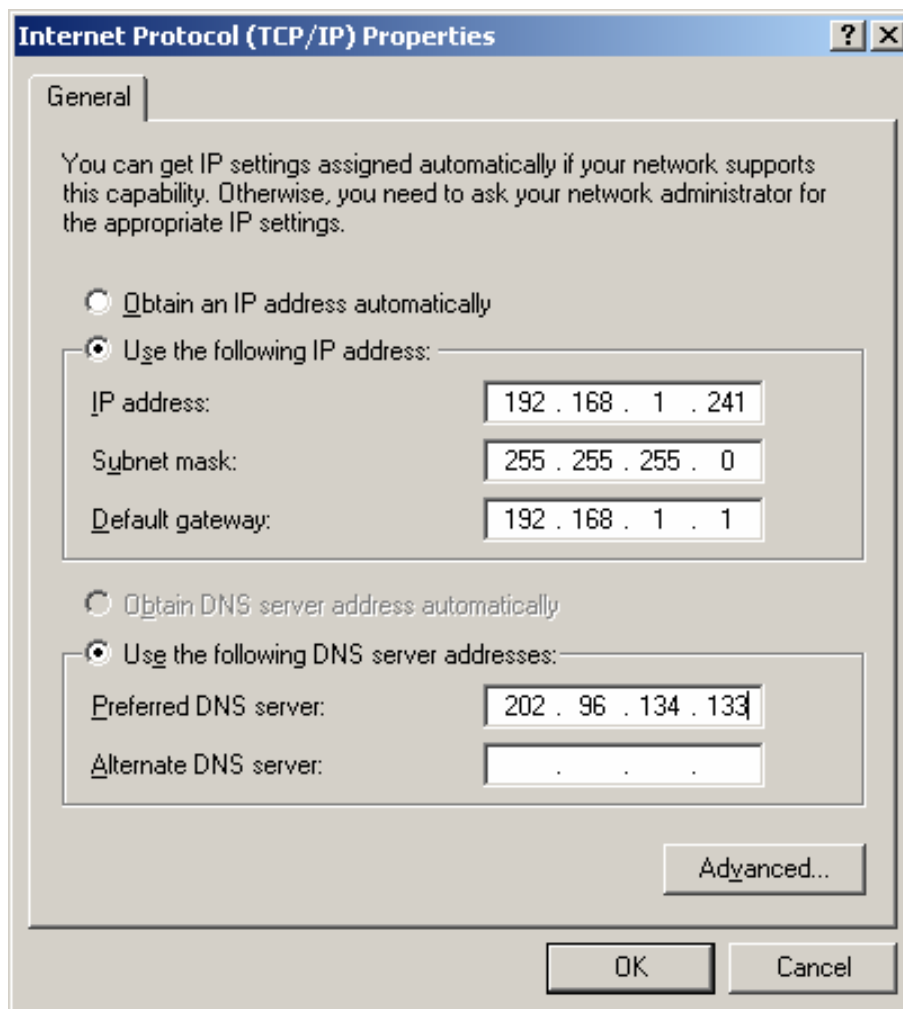 Internet Protocol (TCP/IP) Properties
General
You can get IP settings assigned automatically if your network supports
this capability. Otherwise, you need to ask your network administrator for
the appropriate IP settings.
Obtain an IP address automatically
Use the following IP address:
IP address: 192 . 168 . 1 . 241
Subnet mask: 255 . 255 . 255 . 0
Default gateway: 192 . 168 . 1 . 1
Obtain DNS server address automatically
Use the following DNS server addresses:
Preferred DNS server: 202 . 96 . 134 . 133
Alternate DNS server: . . .
Advanced...
OK Cancel